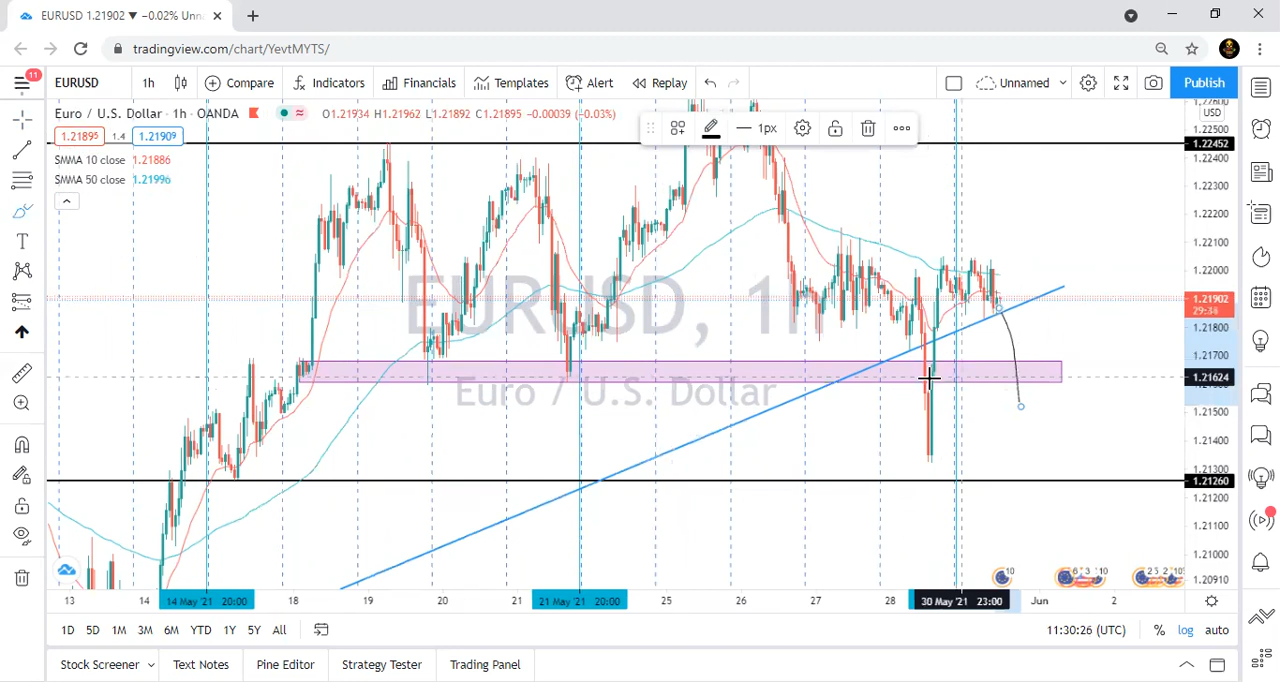 EURUSD 1.21902 ▼ −0.02% Unn
tradingview.com/chart/YevtMYTS/
11
EURUSD 1h Compare Indicators Financials Templates Alert Replay Unnamed Publish
Euro / U.S. Dollar · 1h · OANDA O1.21934 H1.21962 L1.21892 C1.21895 −0.00039 (−0.03%)
1.21895 1.4 1.21909
SMMA 10 close 1.21886
SMMA 50 close 1.21996
1px
USD
1.22500
1.22452
1.22400
1.22300
1.22200
1.22100
1.22000
1.21902
29:34
1.21800
1.21700
1.21624
1.21500
1.21400
1.21300
1.21260
1.21200
1.21100
1.21000
1.20910
EURUSD, 1h
Euro / U.S. Dollar
10
13 14 14 May '21 20:00 18 19 20 21 21 May '21 20:00 25 26 27 28 30 May '21 23:00 Jun 2
1D 5D 1M 3M 6M YTD 1Y 5Y All 11:30:26 (UTC) % log auto
Stock Screener Text Notes Pine Editor Strategy Tester Trading Panel